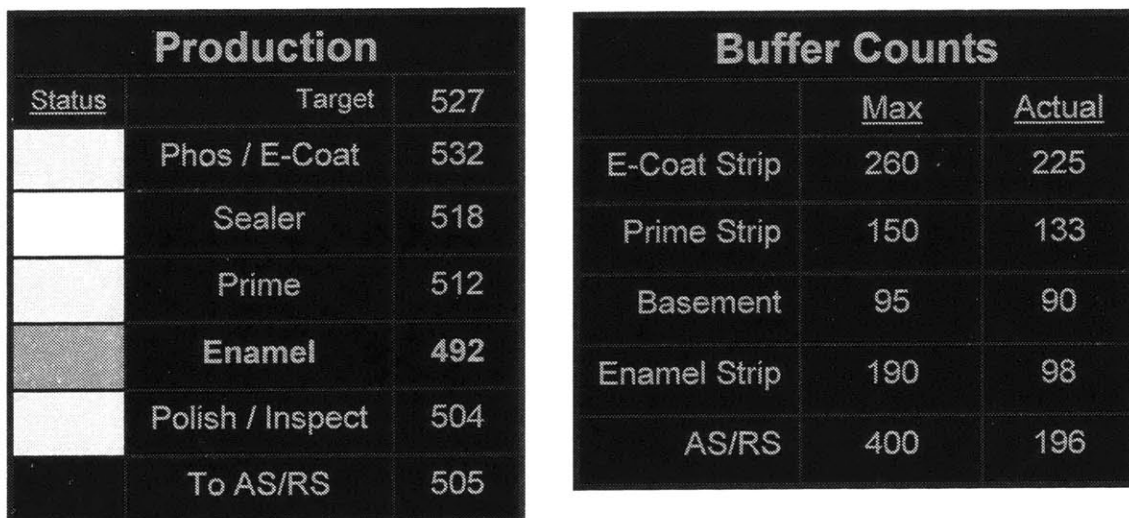 Production
Status Target 527
Phos / E-Coat 532
Sealer 518
Prime 512
Enamel 492
Polish / Inspect 504
To AS/RS 505
Buffer Counts
Max Actual
E-Coat Strip 260 225
Prime Strip 150 133
Basement 95 90
Enamel Strip 190 98
AS/RS 400 196